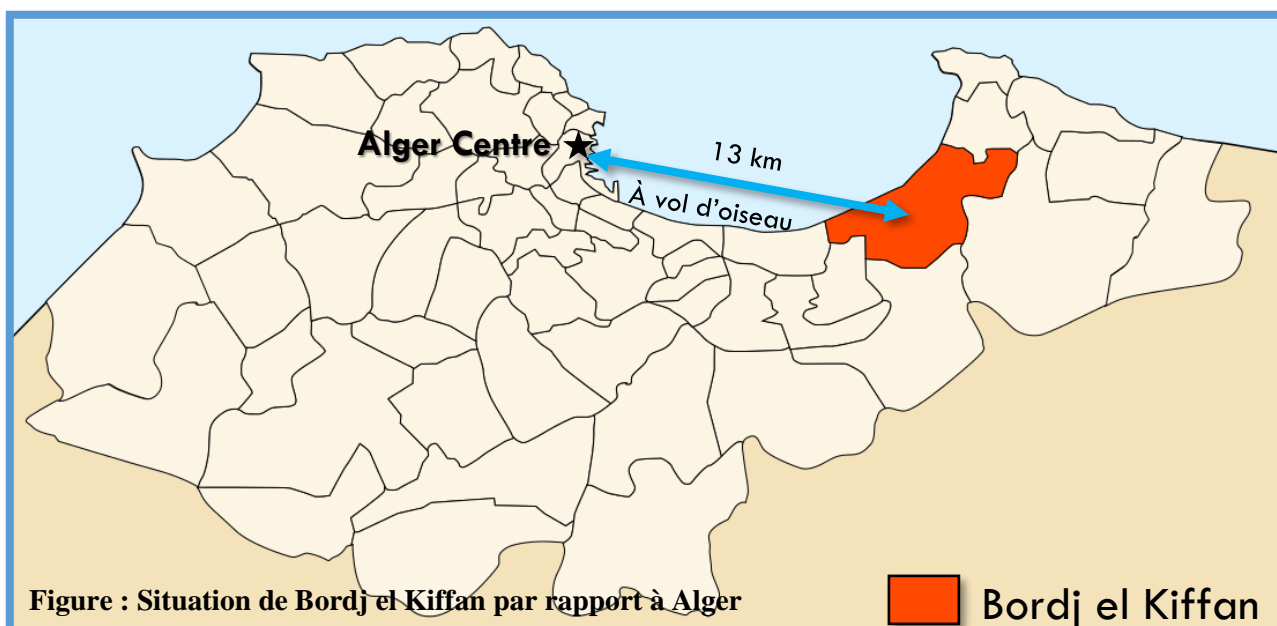 Alger Centre
13 km
À vol d'oiseau
Figure : Situation de Bordj el Kiffan par rapport à Alger
Bordj el Kiffan